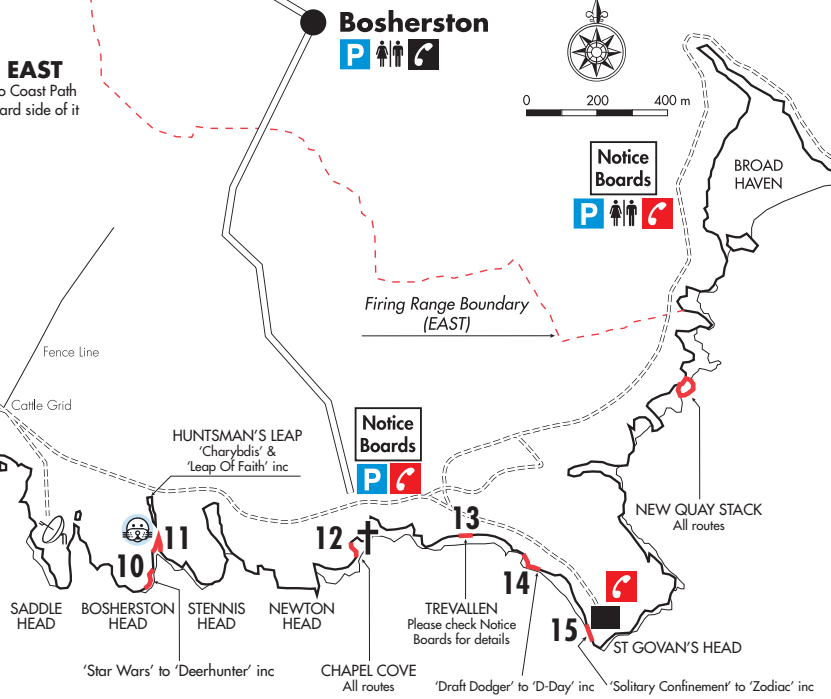 Bosherston
P
EAST
o Coast Path
ard side of it
0 200 400 m
Notice
Boards
P
BROAD
HAVEN
Firing Range Boundary
(EAST)
Fence Line
Cattle Grid
HUNTSMAN'S LEAP
'Charybdis' &
'Leap Of Faith' inc
Notice
Boards
P
NEW QUAY STACK
All routes
10
11
12
13
14
15
SADDLE
HEAD
BOSHERSTON
HEAD
STENNIS
HEAD
NEWTON
HEAD
TREVALLEN
Please check Notice
Boards for details
ST GOVAN'S HEAD
'Star Wars' to 'Deerhunter' inc
CHAPEL COVE
All routes
'Draft Dodger' to 'D-Day' inc
'Solitary Confinement' to 'Zodiac' inc